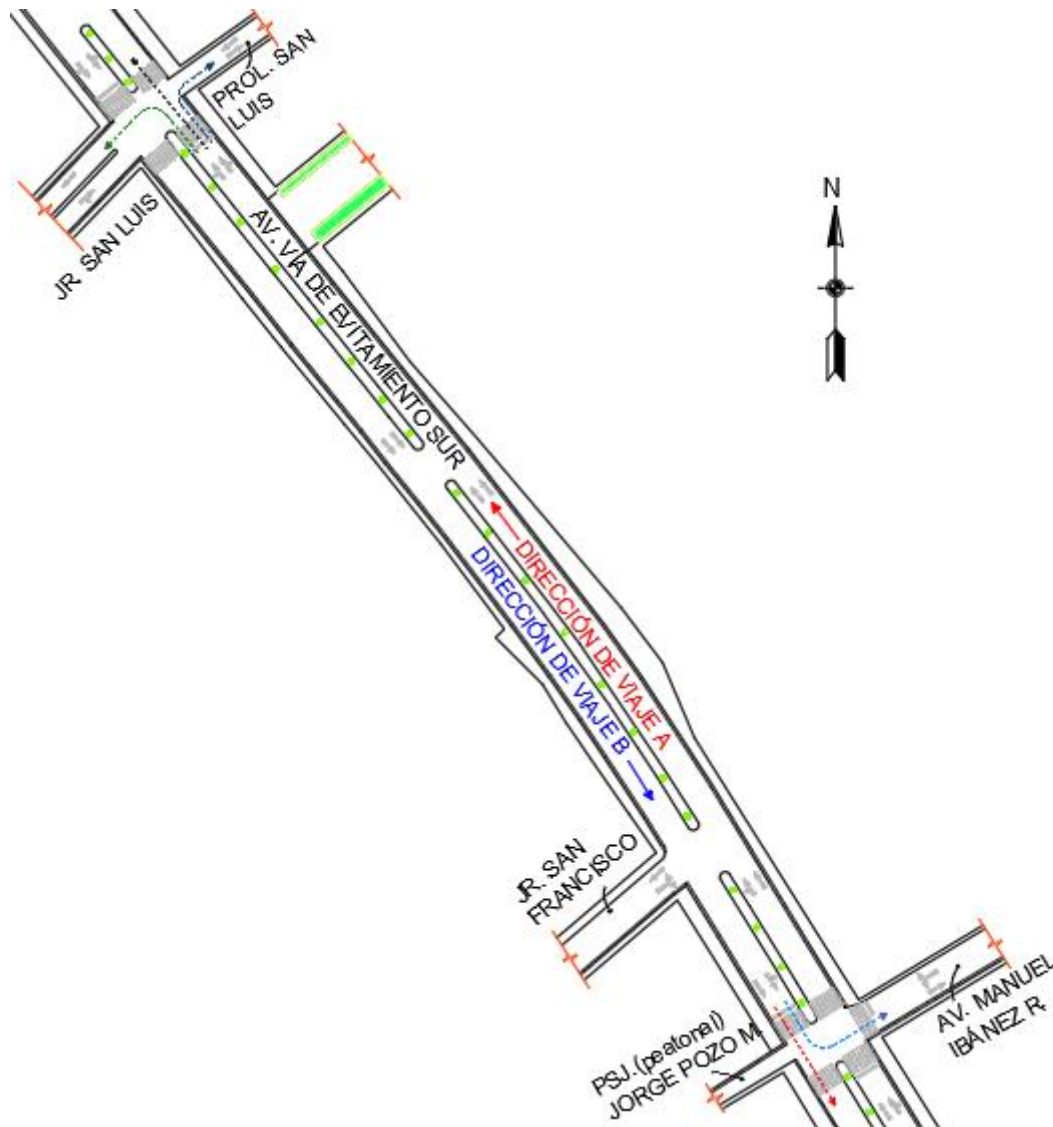 PROL. SAN
LUIS
N
JR. SAN LUIS
AV. VÍA DE EVITAMIENTO SUR
DIRECCIÓN DE VIAJE A
DIRECCIÓN DE VIAJE B
JR. SAN
FRANCISCO
AV. MANUEL
IBÁNEZ R.
PSJ. (peatonal)
JORGE POZO M.